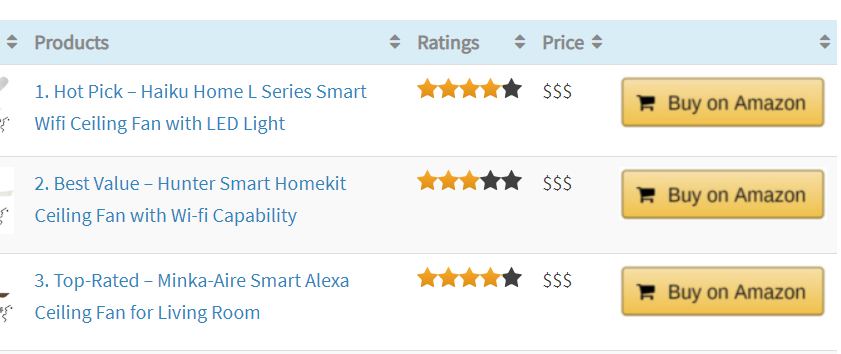 Products Ratings Price
1. Hot Pick – Haiku Home L Series Smart $$$ Buy on Amazon
Wifi Ceiling Fan with LED Light
2. Best Value – Hunter Smart Homekit $$$ Buy on Amazon
Ceiling Fan with Wi-fi Capability
3. Top-Rated – Minka-Aire Smart Alexa $$$ Buy on Amazon
Ceiling Fan for Living Room